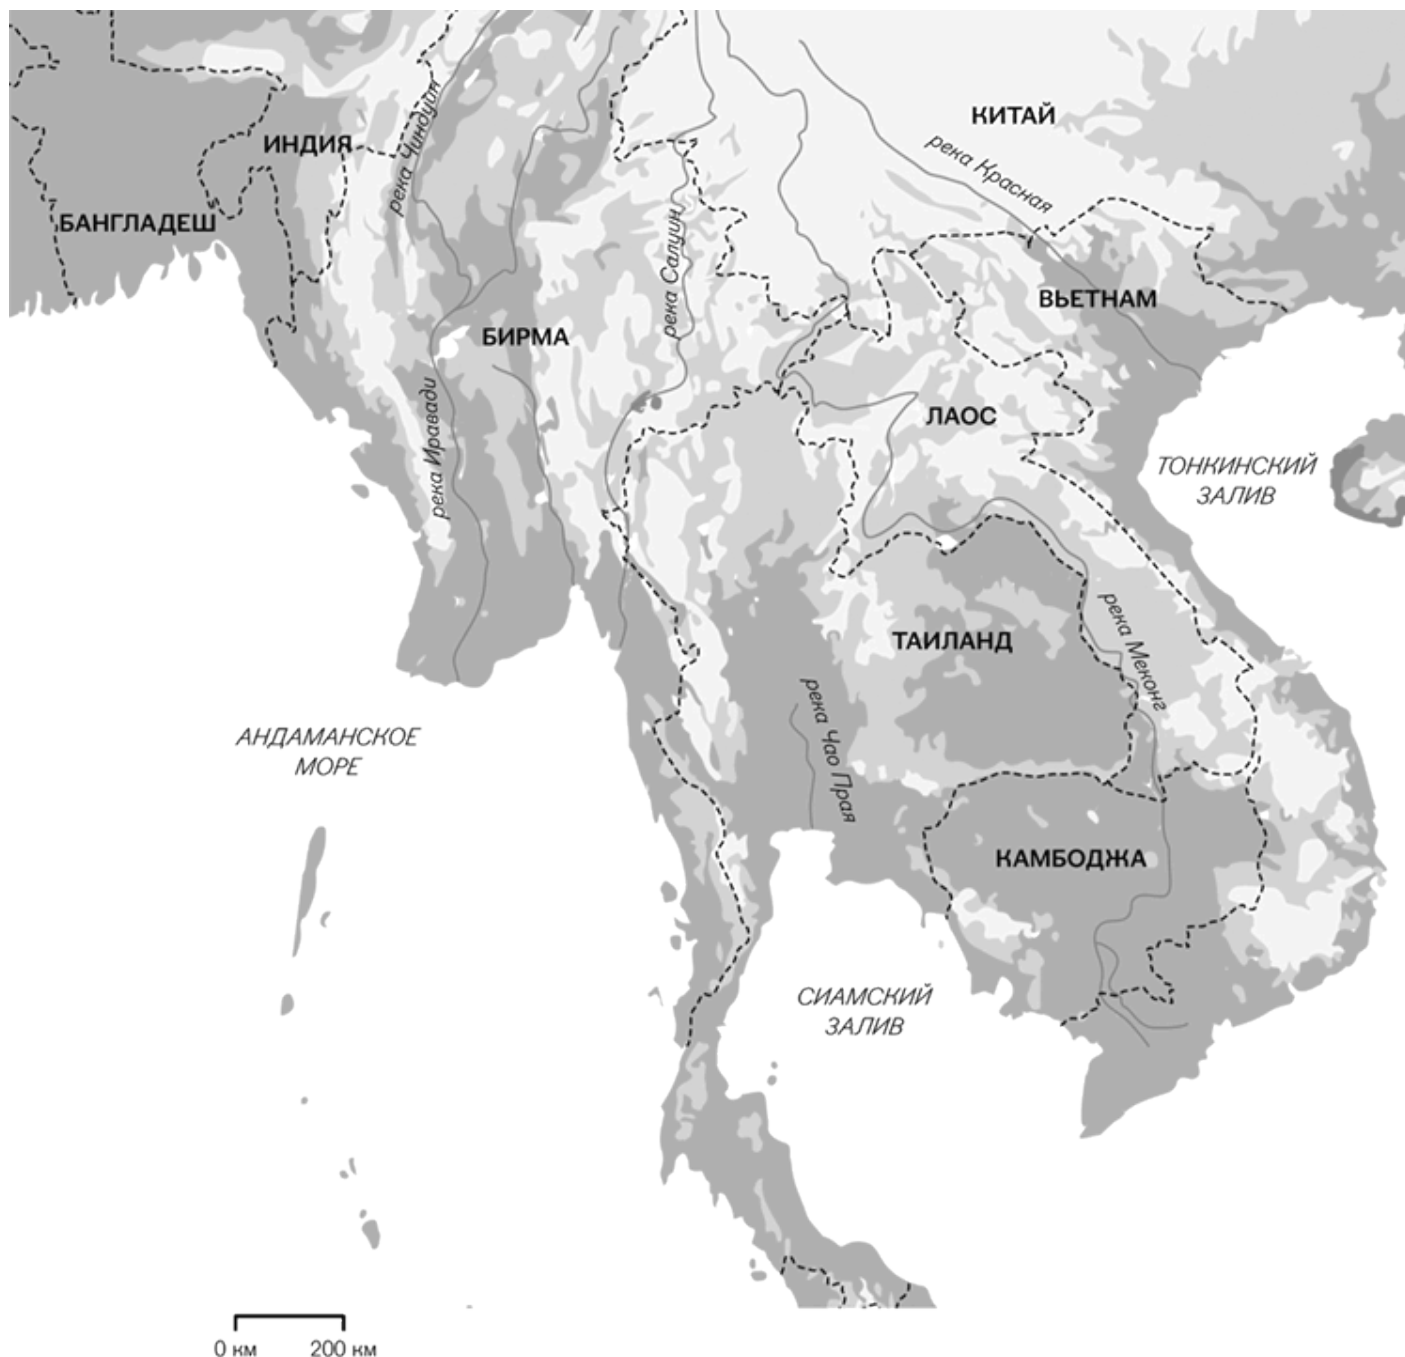 КИТАЙ
река Чиндуин
ИНДИЯ
река Красная
БАНГЛАДЕШ
река Салуин
ВЬЕТНАМ
БИРМА
река Иравади
ЛАОС
ТОНКИНСКИЙ
ЗАЛИВ
ТАИЛАНД
река Меконг
река Чао Прая
АНДАМАНСКОЕ
МОРЕ
КАМБОДЖА
СИАМСКИЙ
ЗАЛИВ
0 км 200 км